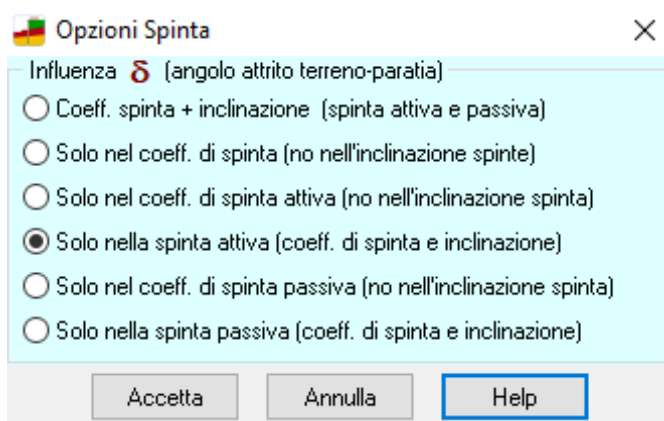 Opzioni Spinta
Influenza δ (angolo attrito terreno-paratia)
Coeff. spinta + inclinazione (spinta attiva e passiva)
Solo nel coeff. di spinta (no nell'inclinazione spinte)
Solo nel coeff. di spinta attiva (no nell'inclinazione spinta)
Solo nella spinta attiva (coeff. di spinta e inclinazione)
Solo nel coeff. di spinta passiva (no nell'inclinazione spinta)
Solo nella spinta passiva (coeff. di spinta e inclinazione)
Accetta Annulla Help